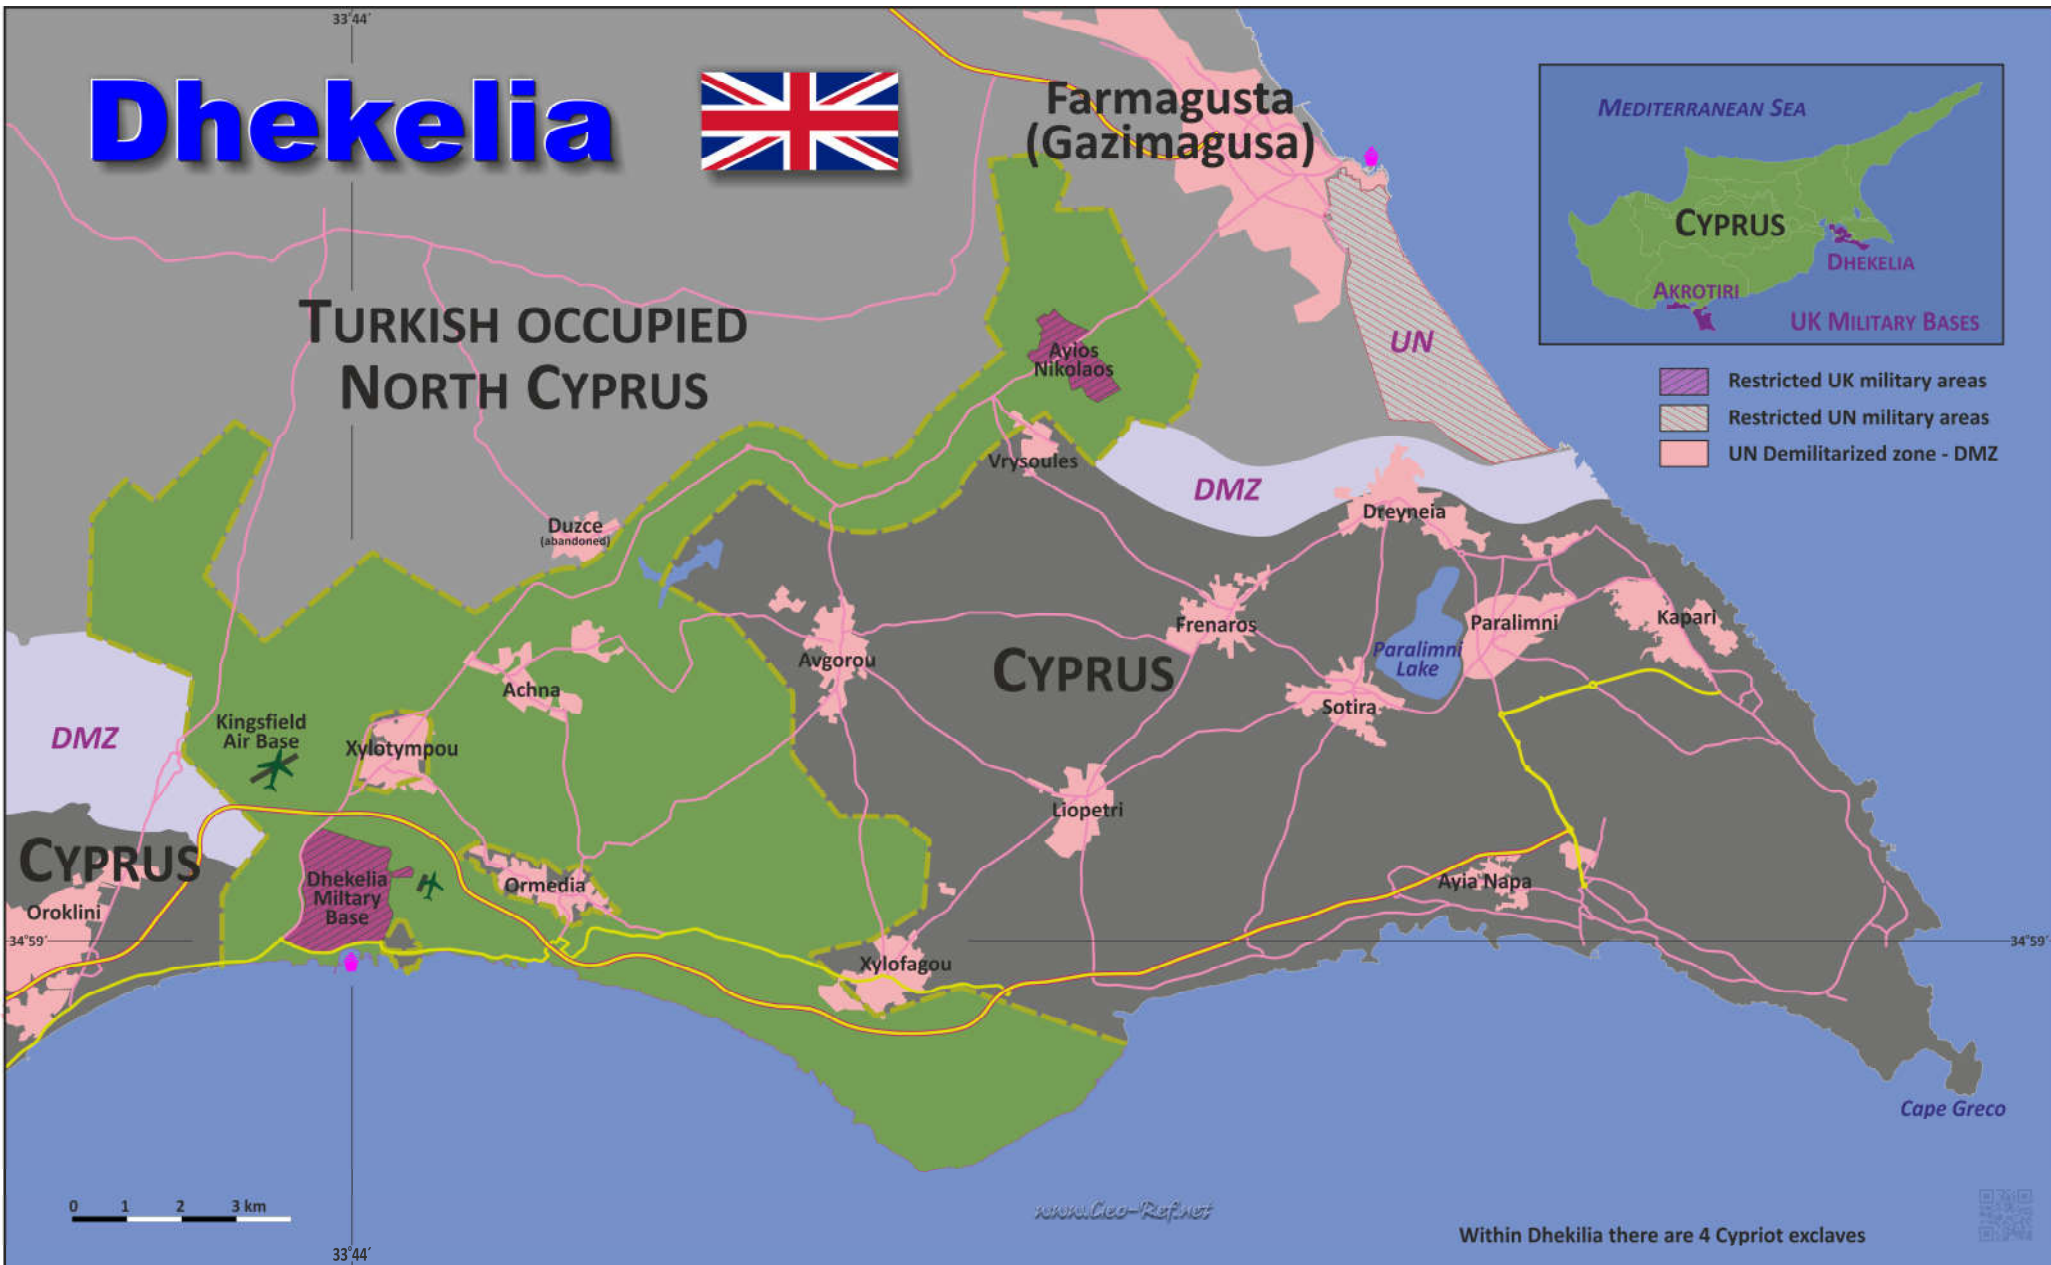 33°44'
Dhekelia
Farmagusta
(Gazimagusa)
MEDITERRANEAN SEA
CYPRUS
DHEKELIA
AKROTIRI
UK MILITARY BASES
TURKISH OCCUPIED
NORTH CYPRUS
UN
Ayios
Nikolaos
Restricted UK military areas
Restricted UN military areas
UN Demilitarized zone - DMZ
Vrysoules
DMZ
Dreyneia
Duzce
(abandoned)
Frenaros
Paralimni
Kapari
Paralimni
Lake
Avgorou
CYPRUS
Achna
Sotira
Kingsfield
Air Base
DMZ
Xylotympou
Liopetri
CYPRUS
Dhekelia
Miltary
Base
Ormedia
Ayia Napa
Oroklini
34°59'
34°59'
Xylofagou
Cape Greco
0 1 2 3 km
www.Geo-Ref.net
Within Dhekilia there are 4 Cypriot exclaves
33°44'